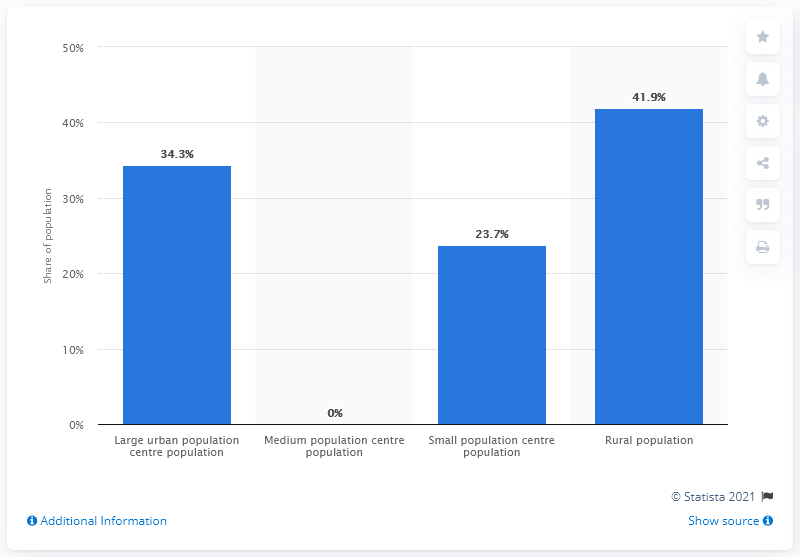 50%
40%
30%
20%
10%
0%
Share of population
34.3%
0%
23.7%
41.9%
Large urban population
centre population
Medium population centre
population
Small population centre
population
Rural population
© Statista 2021
Additional Information
Show source